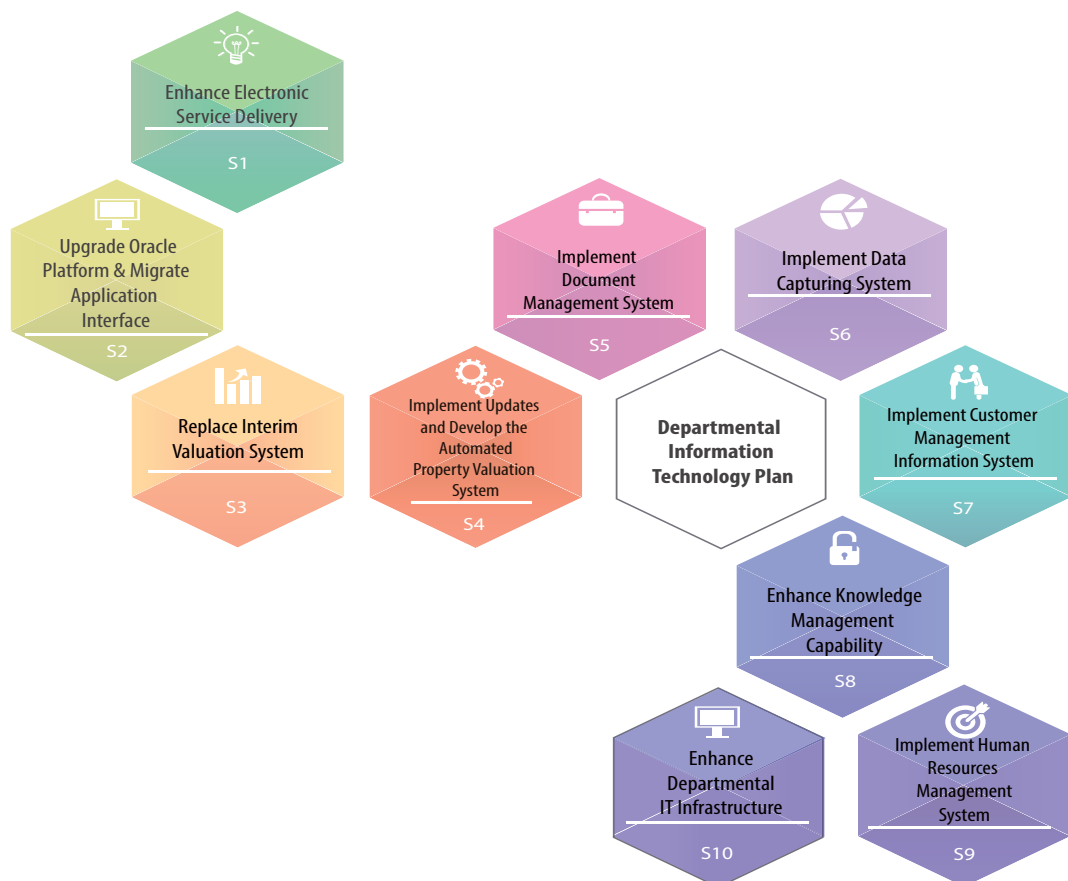 Enhance Electronic
Service Delivery
S1
Upgrade Oracle
Platform & Migrate
Application
Interface
S2
Replace Interim
Valuation System
S3
Implement Updates
and Develop the
Automated
Property Valuation
System
S4
Implement
Document
Management System
S5
Implement Data
Capturing System
S6
Departmental
Information
Technology Plan
Implement Customer
Management
Information System
S7
Enhance Knowledge
Management
Capability
S8
Implement Human
Resources
Management
System
S9
Enhance
Departmental
IT Infrastructure
S10